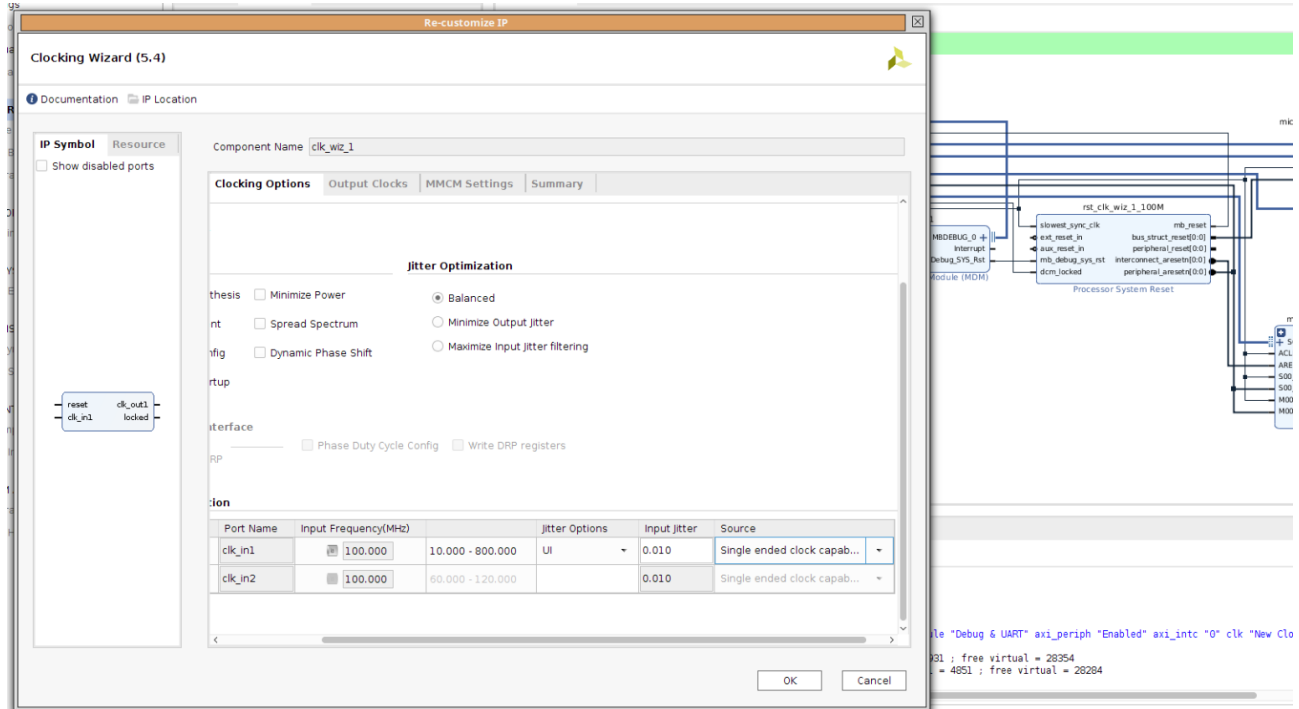 gs
Re-customize IP
Clocking Wizard (5.4)
Documentation IP Location
IP Symbol Resource
Show disabled ports
reset clk_out1
clk_in1 locked
Component Name clk_wiz_1
Clocking Options Output Clocks MMCM Settings Summary
Jitter Optimization
thesis Minimize Power Balanced
nt Spread Spectrum Minimize Output Jitter
nfig Dynamic Phase Shift Maximize Input Jitter filtering
rtup
nterface
Phase Duty Cycle Config Write DRP registers
RP
tion
Port Name Input Frequency(MHz) Jitter Options Input Jitter Source
clk_in1 100.000 10.000 - 800.000 UI 0.010 Single ended clock capab...
clk_in2 100.000 60.000 - 120.000 0.010 Single ended clock capab...
OK Cancel
mic
rst_clk_wiz_1_100M
slowest_sync_clk mb_reset
ext_reset_in bus_struct_reset[0:0]
aux_reset_in peripheral_reset[0:0]
mb_debug_sys_rst interconnect_aresetn[0:0]
dcm_locked peripheral_aresetn[0:0]
Processor System Reset
MBDEBUG_0
Interrupt
Debug_SYS_Rst
Module (MDM)
ACL
ARE
S00
S00
M00
M00
ule "Debug & UART" axi_periph "Enabled" axi_intc "0" clk "New Clo
931 ; free virtual = 28354
= 4851 ; free virtual = 28284